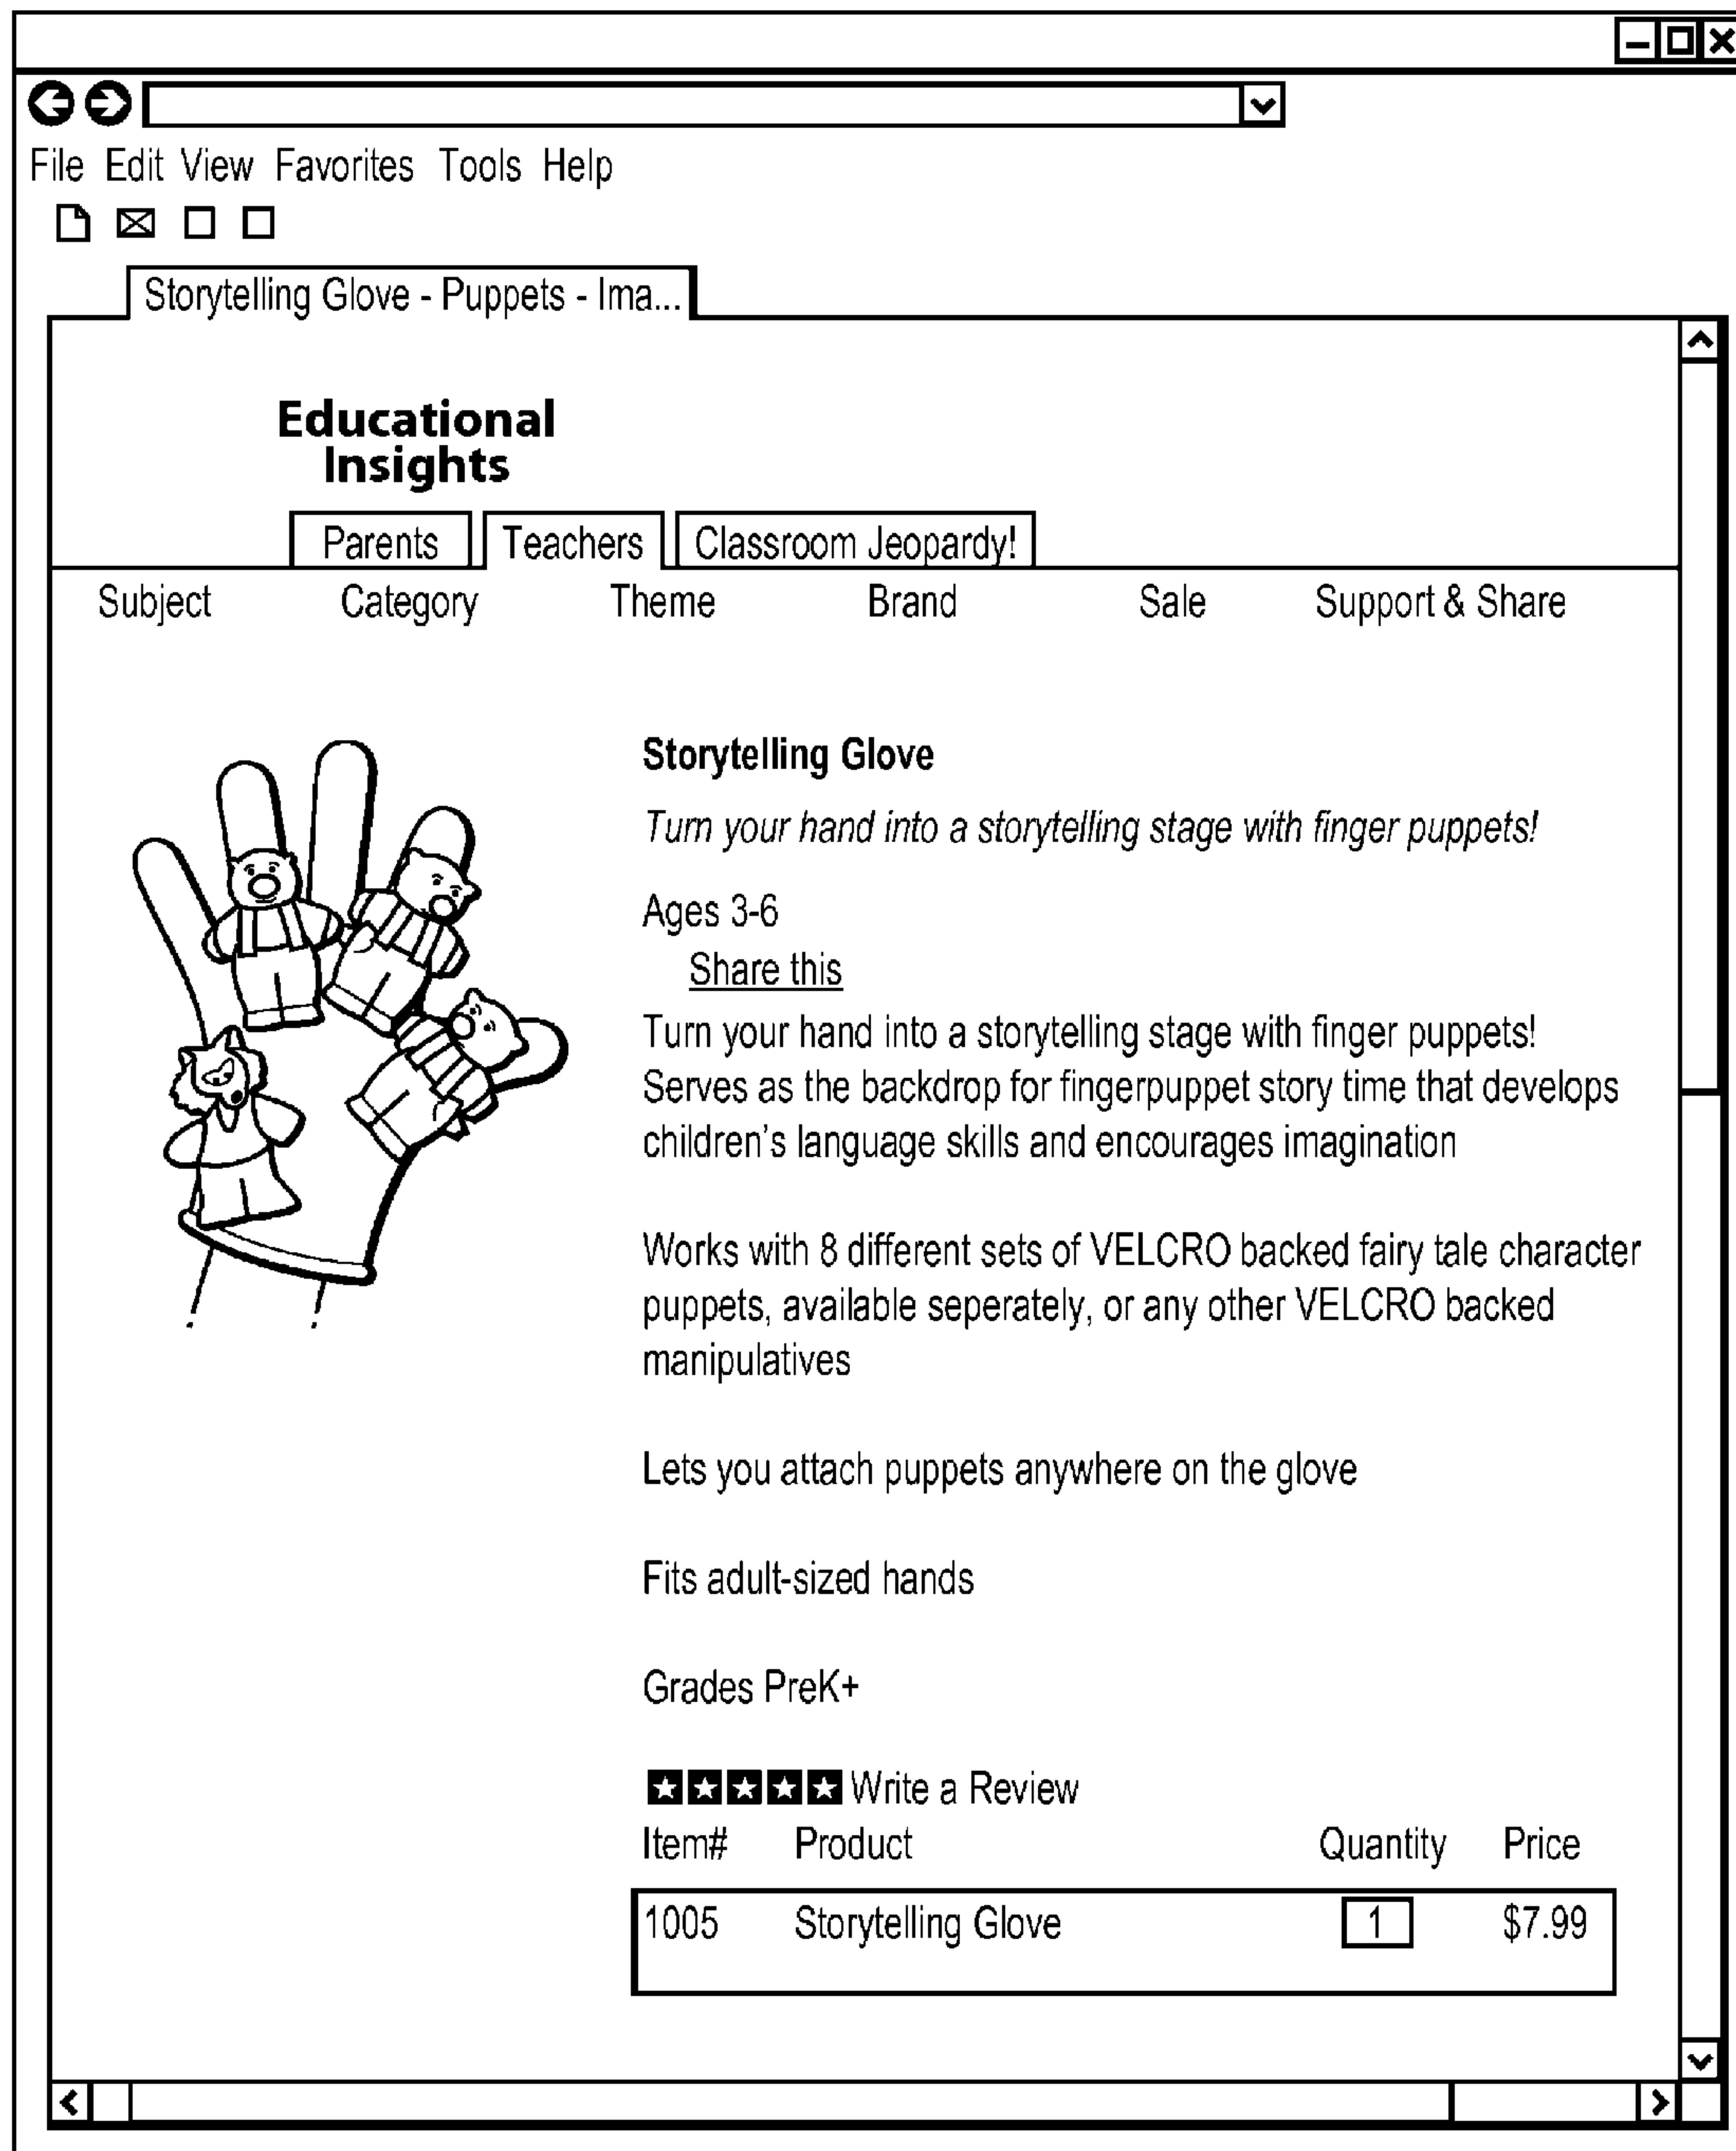 File Edit View Favorites Tools Help
Storytelling Glove - Puppets - Ima...
Educational
Insights
Parents Teachers Classroom Jeopardy!
Subject Category Theme Brand Sale Support & Share
Storytelling Glove
Turn your hand into a storytelling stage with finger puppets!
Ages 3-6
Share this
Turn your hand into a storytelling stage with finger puppets!
Serves as the backdrop for fingerpuppet story time that develops
children's language skills and encourages imagination
Works with 8 different sets of VELCRO backed fairy tale character
puppets, available seperately, or any other VELCRO backed
manipulatives
Lets you attach puppets anywhere on the glove
Fits adult-sized hands
Grades PreK+
Write a Review
Item# Product Quantity Price
1005 Storytelling Glove 1 $7.99